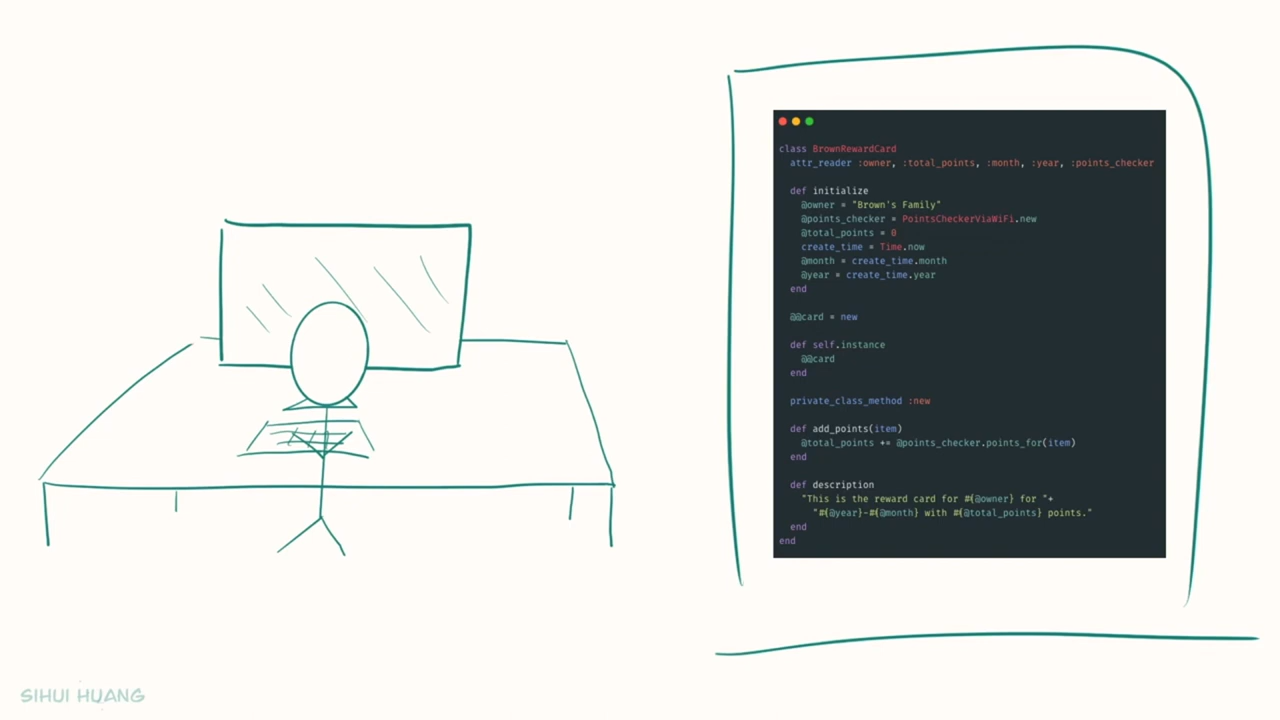 class BrownRewardCard
attr_reader :owner, :total_points, :month, :year, :points_checker
def initialize
@owner = "Brown's Family"
@points_checker = PointsCheckerViaWiFi.new
@total_points = 0
create_time = Time.now
@month = create_time.month
@year = create_time.year
end
@@card = new
def self.instance
@@card
end
private_class_method :new
def add_points(item)
@total_points += @points_checker.points_for(item)
end
def description
"This is the reward card for #{@owner} for "+
"#{@year}-#{@month} with #{@total_points} points."
end
end
SIHUI HUANG